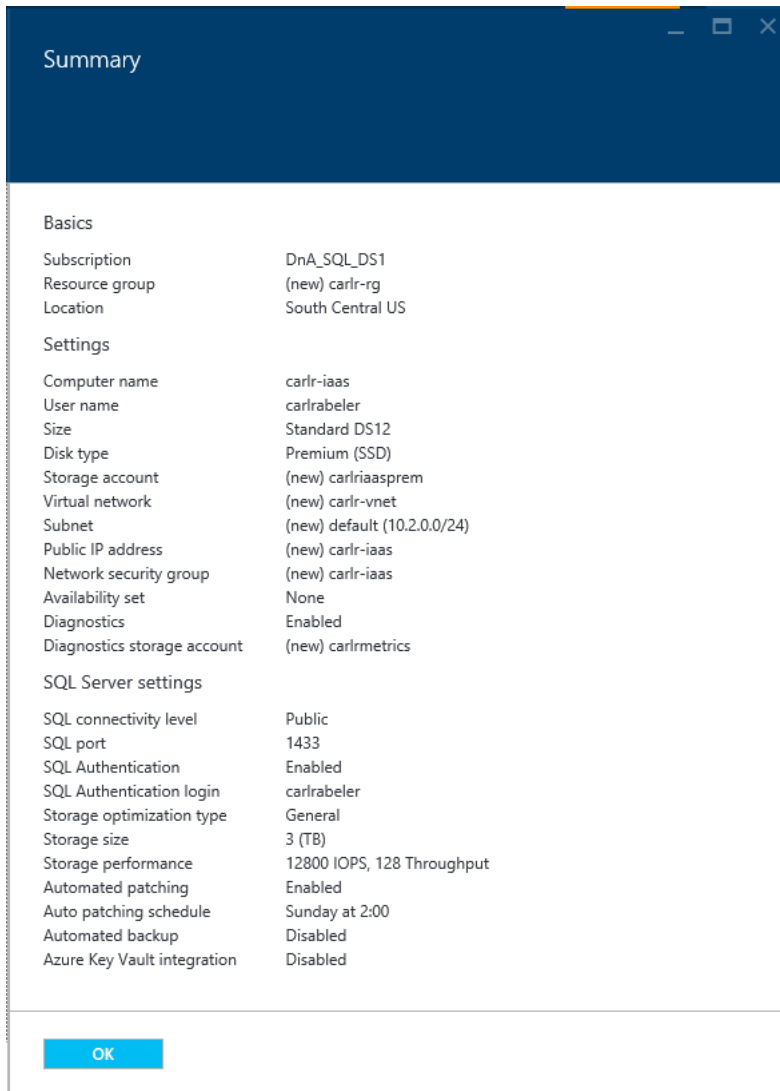 Summary
Basics
Subscription DnA_SQL_DS1
Resource group (new) carlr-rg
Location South Central US
Settings
Computer name carlr-iaas
User name carlrabeler
Size Standard DS12
Disk type Premium (SSD)
Storage account (new) carlriaasprem
Virtual network (new) carlr-vnet
Subnet (new) default (10.2.0.0/24)
Public IP address (new) carlr-iaas
Network security group (new) carlr-iaas
Availability set None
Diagnostics Enabled
Diagnostics storage account (new) carlrmetrics
SQL Server settings
SQL connectivity level Public
SQL port 1433
SQL Authentication Enabled
SQL Authentication login carlrabeler
Storage optimization type General
Storage size 3 (TB)
Storage performance 12800 IOPS, 128 Throughput
Automated patching Enabled
Auto patching schedule Sunday at 2:00
Automated backup Disabled
Azure Key Vault integration Disabled
OK